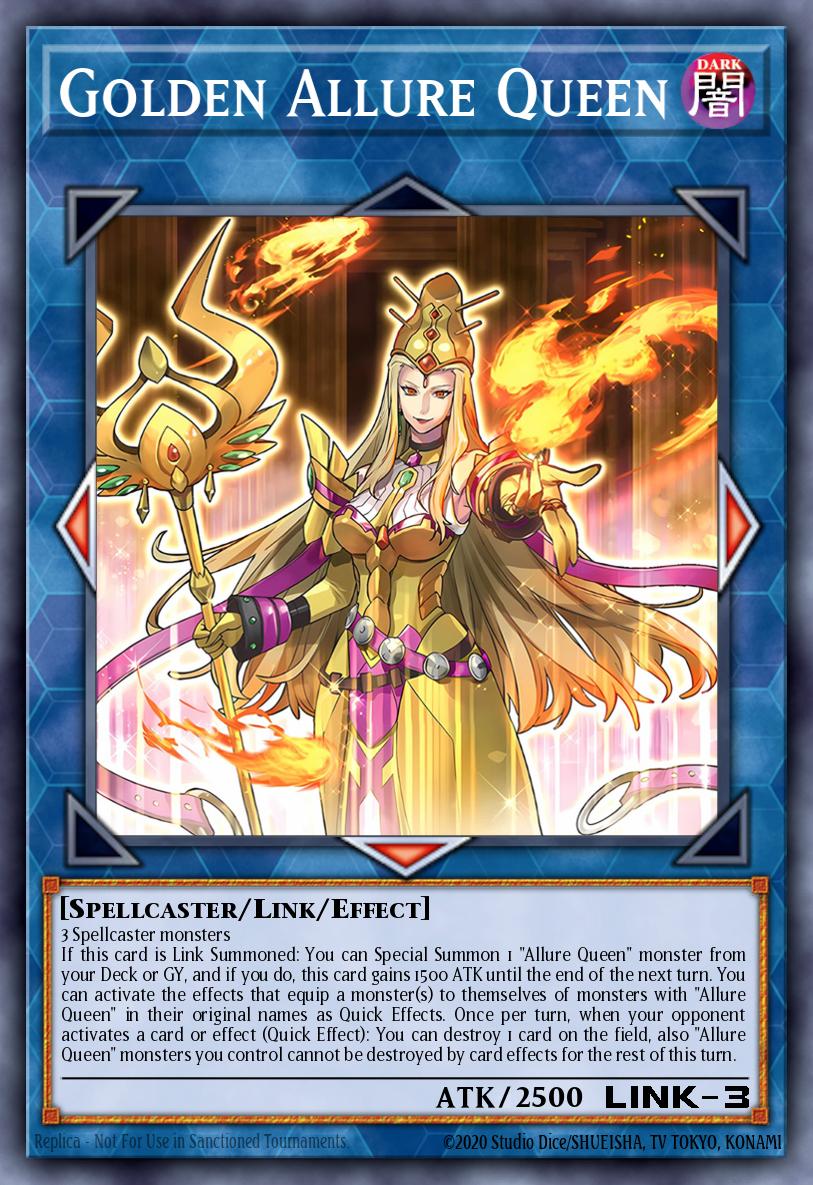 Golden Allure Queen
DARK
闇
[Spellcaster/Link/Effect]
3 Spellcaster monsters
If this card is Link Summoned: You can Special Summon 1 "Allure Queen" monster from
your Deck or GY, and if you do, this card gains 1500 ATK until the end of the next turn. You
can activate the effects that equip a monster(s) to themselves of monsters with "Allure
Queen" in their original names as Quick Effects. Once per turn, when your opponent
activates a card or effect (Quick Effect): You can destroy 1 card on the field, also "Allure
Queen" monsters you control cannot be destroyed by card effects for the rest of this turn.
ATK/2500 LINK-3
Replica - Not For Use in Sanctioned Tournaments.
©2020 Studio Dice/SHUEISHA, TV TOKYO, KONAMI